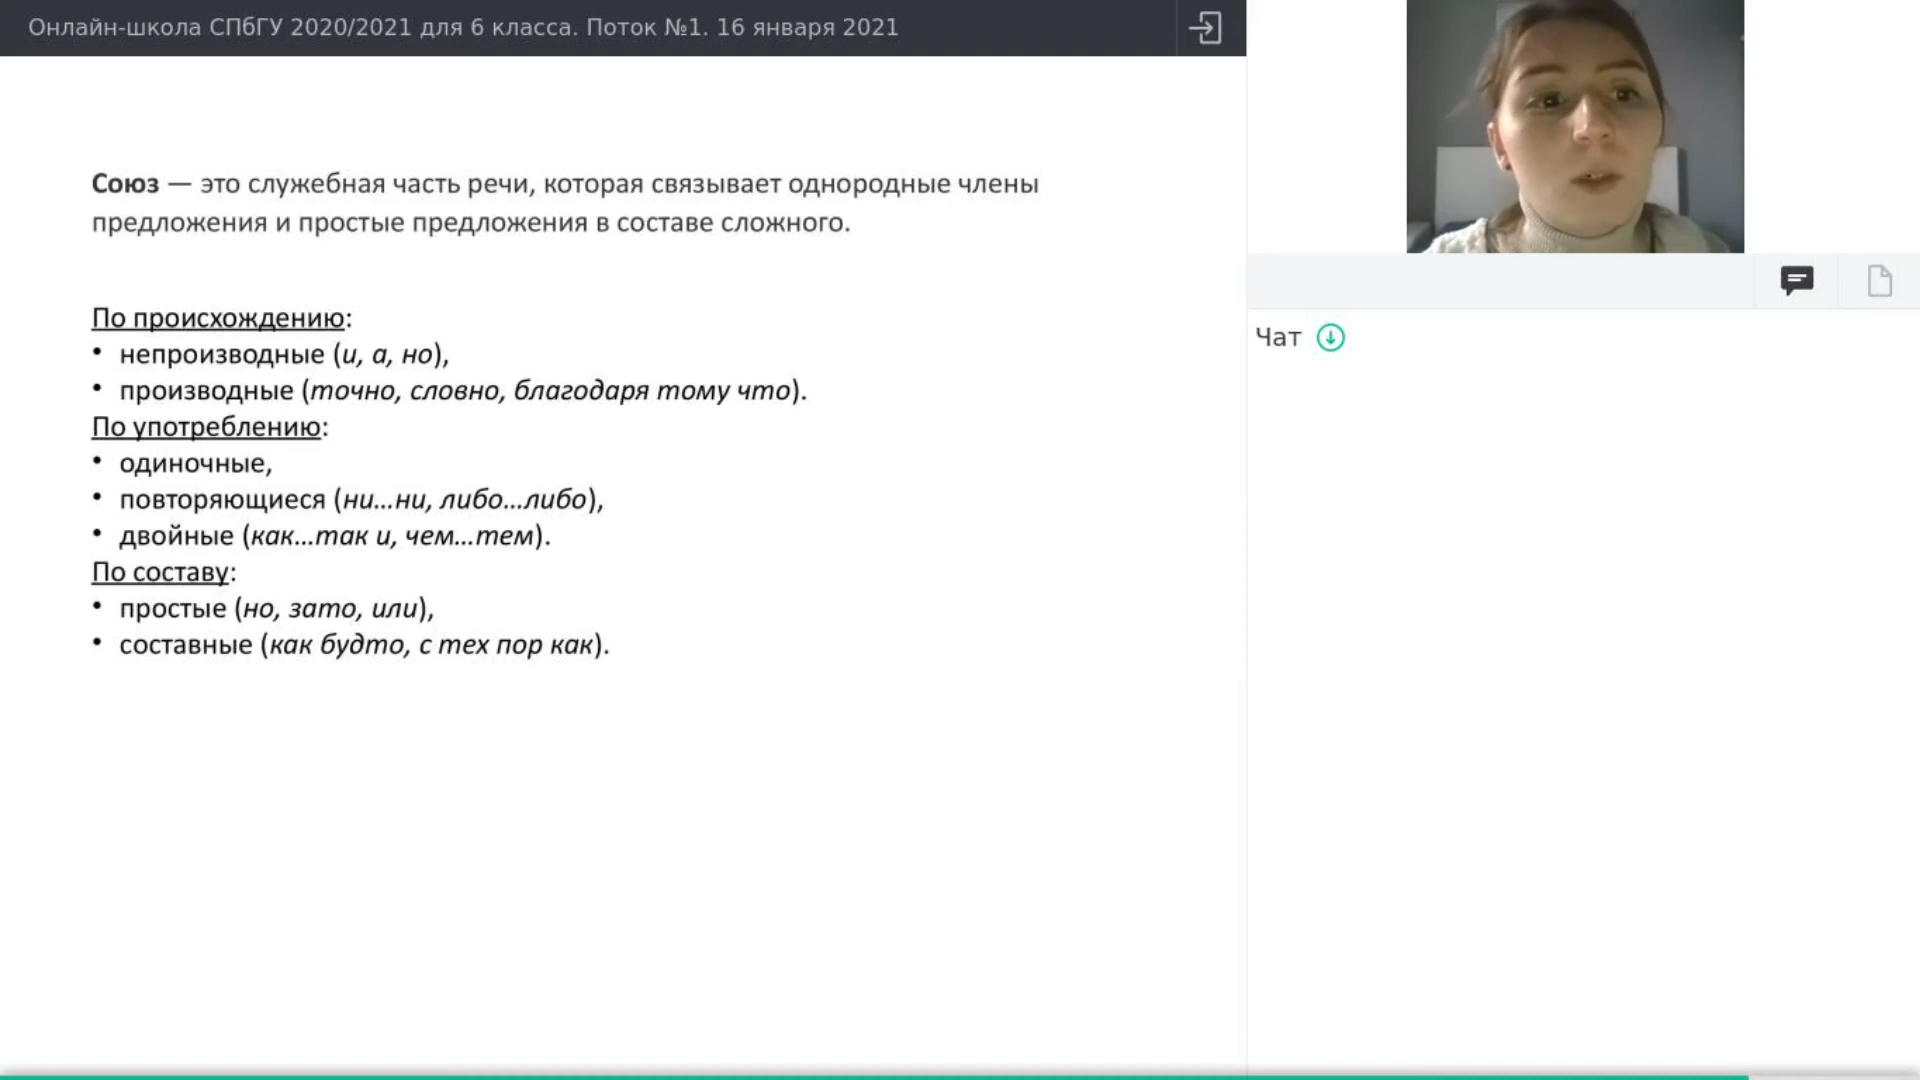 Онлайн-школа СПбГУ 2020/2021 для 6 класса. Поток №1. 16 января 2021
Союз — это служебная часть речи, которая связывает однородные члены
предложения и простые предложения в составе сложного.
По происхождению:
• непроизводные (и, а, но),
• производные (точно, словно, благодаря тому что).
По употреблению:
• одиночные,
• повторяющиеся (ни...ни, либо...либо),
• двойные (как...так и, чем...тем).
По составу:
• простые (но, зато, или),
• составные (как будто, с тех пор как).
Чат